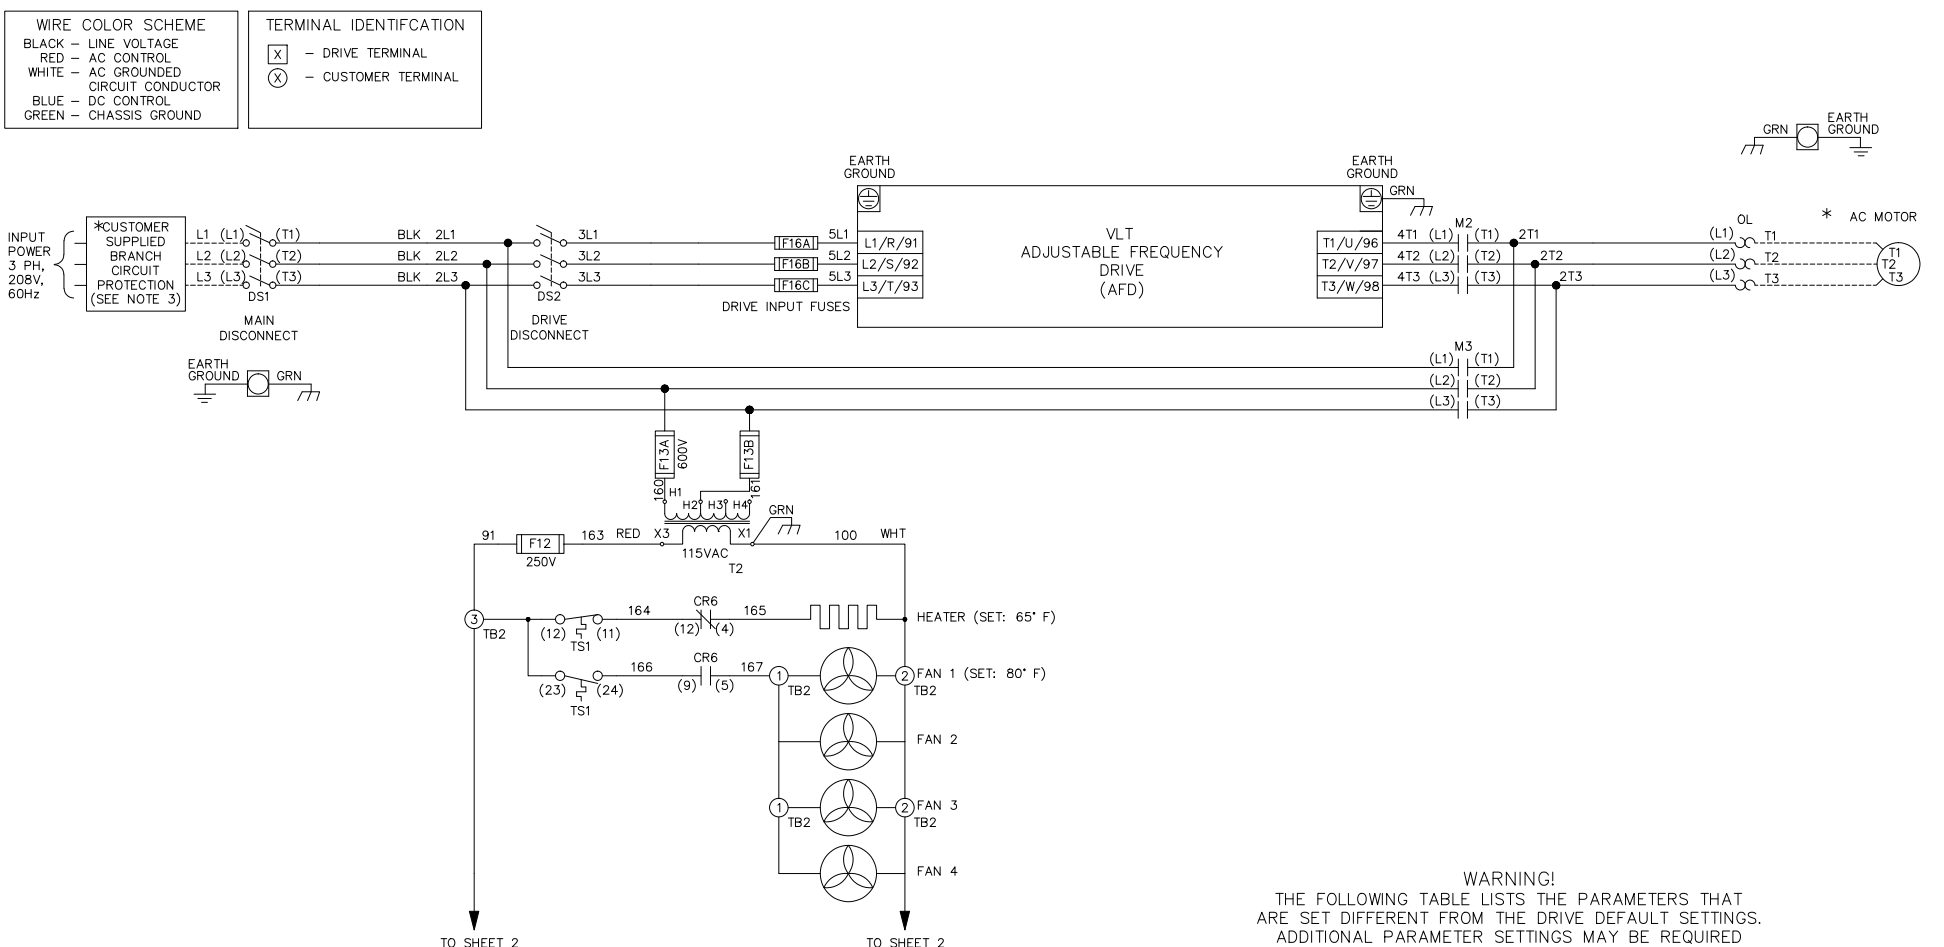 WIRE COLOR SCHEME
BLACK – LINE VOLTAGE
RED – AC CONTROL
WHITE – AC GROUNDED
CIRCUIT CONDUCTOR
BLUE – DC CONTROL
GREEN – CHASSIS GROUND
TERMINAL IDENTIFCATION
X – DRIVE TERMINAL
X – CUSTOMER TERMINAL
GRN
EARTH
GROUND
EARTH
GROUND
EARTH
GROUND
GRN
INPUT
POWER
3 PH,
208V,
60Hz
*CUSTOMER
SUPPLIED
BRANCH
CIRCUIT
PROTECTION
(SEE NOTE 3)
L1 (L1) (T1) BLK 2L1 3L1 F16A 5L1 L1/R/91
L2 (L2) (T2) BLK 2L2 3L2 F16B 5L2 L2/S/92
L3 (L3) (T3) BLK 2L3 3L3 F16C 5L3 L3/T/93
DS1
MAIN
DISCONNECT
DS2
DRIVE
DISCONNECT
DRIVE INPUT FUSES
VLT
ADJUSTABLE FREQUENCY
DRIVE
(AFD)
M2
T1/U/96 4T1 (L1) (T1) 2T1
T2/V/97 4T2 (L2) (T2) 2T2
T3/W/98 4T3 (L3) (T3) 2T3
OL
(L1) T1
(L2) T2
(L3) T3
* AC MOTOR
T1
T2
T3
EARTH
GROUND
GRN
M3
(L1) (T1)
(L2) (T2)
(L3) (T3)
F13A
600V
F13B
160
H1
H2 H3 H4
161
GRN
91 F12 163 RED X3 X1 100 WHT
250V
115VAC
T2
3
TB2
(12) (11)
TS1
164
CR6
(12) (4)
165
HEATER (SET: 65° F)
(23) (24)
TS1
166
CR6
(9) (5)
167
1
TB2
2
TB2
FAN 1 (SET: 80° F)
FAN 2
1
TB2
2
TB2
FAN 3
FAN 4
TO SHEET 2
TO SHEET 2
WARNING!
THE FOLLOWING TABLE LISTS THE PARAMETERS THAT
ARE SET DIFFERENT FROM THE DRIVE DEFAULT SETTINGS.
ADDITIONAL PARAMETER SETTINGS MAY BE REQUIRED